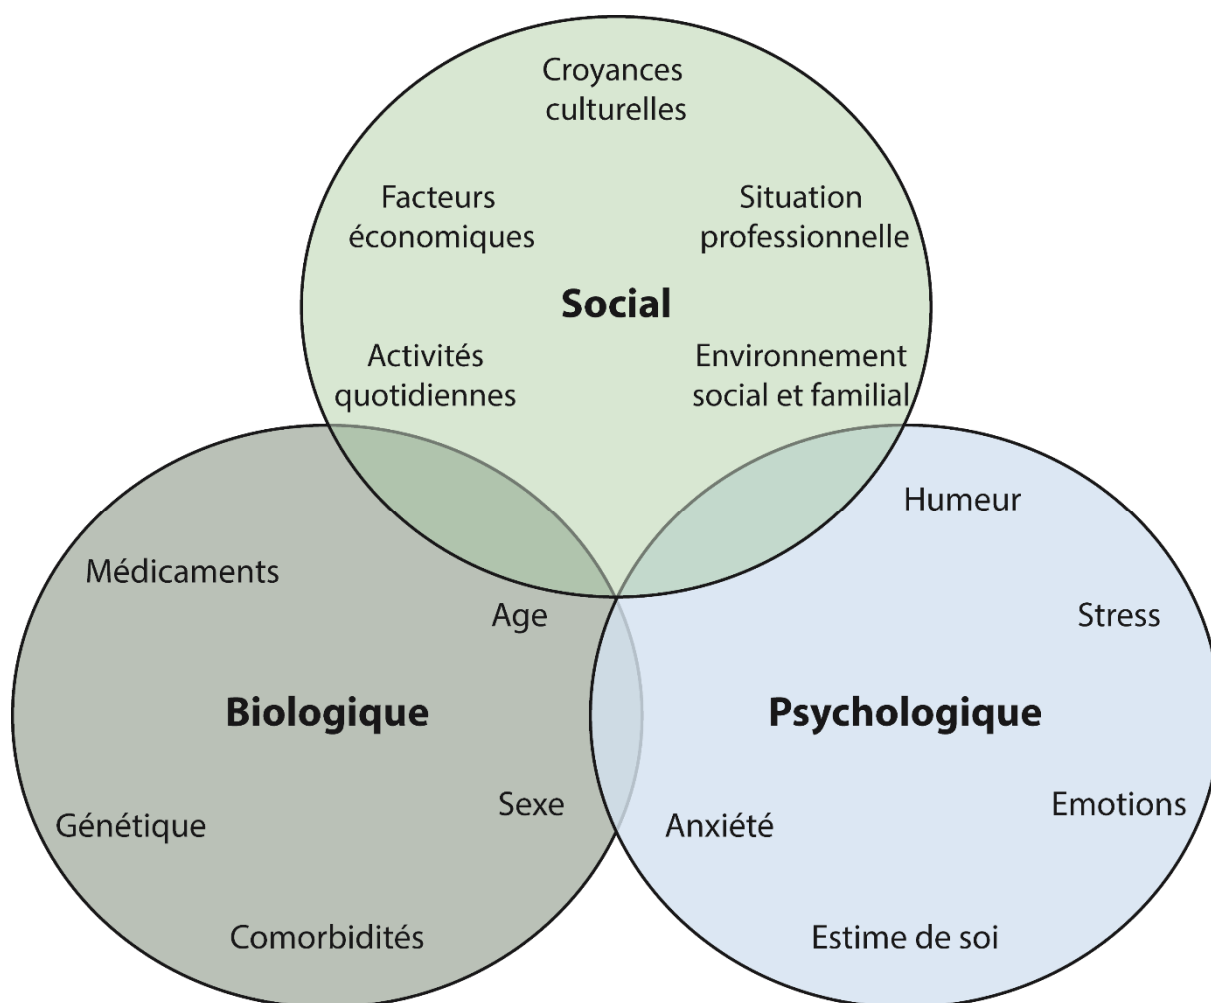 Croyances
culturelles
Facteurs
économiques
Situation
professionnelle
Social
Activités
quotidiennes
Environnement
social et familial
Médicaments
Age
Biologique
Génétique
Sexe
Comorbidités
Humeur
Stress
Psychologique
Anxiété
Emotions
Estime de soi